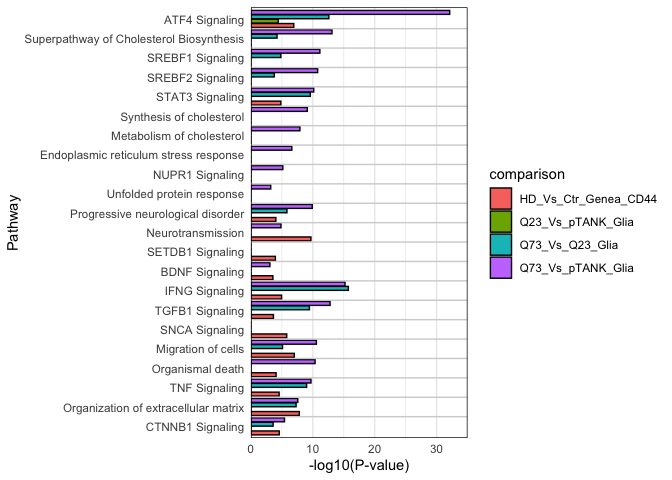 ATF4 Signaling
Superpathway of Cholesterol Biosynthesis
SREBF1 Signaling
SREBF2 Signaling
STAT3 Signaling
Synthesis of cholesterol
Metabolism of cholesterol
Endoplasmic reticulum stress response
NUPR1 Signaling
Unfolded protein response
Progressive neurological disorder
Neurotransmission
SETDB1 Signaling
BDNF Signaling
IFNG Signaling
TGFB1 Signaling
SNCA Signaling
Migration of cells
Organismal death
TNF Signaling
Organization of extracellular matrix
CTNNB1 Signaling
Pathway
0 10 20 30
-log10(P-value)
comparison
HD_Vs_Ctr_Genea_CD44
Q23_Vs_pTANK_Glia
Q73_Vs_Q23_Glia
Q73_Vs_pTANK_Glia